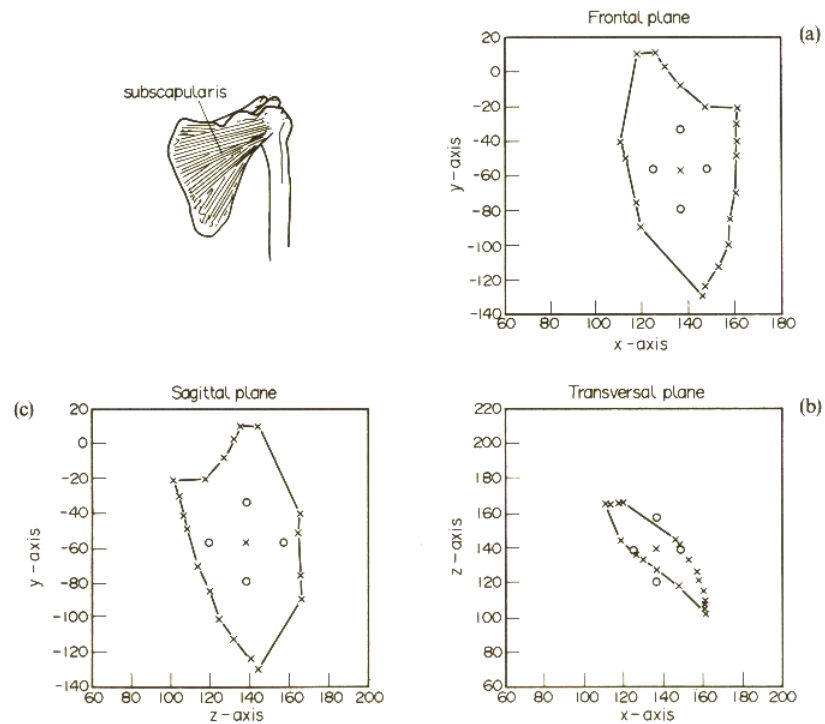 Frontal plane
(a)
20
0
-20
-40
-60
-80
-100
-120
-140
y-axis
60 80 100 120 140 160 180
x-axis
subscapularis
(c)
Sagittal plane
20
0
-20
-40
-60
-80
-100
-120
-140
y-axis
60 80 100 120 140 160 180 200
z-axis
Transversal plane
(b)
220
200
180
160
140
120
100
80
60
z-axis
60 80 100 120 140 160 180 200
x-axis